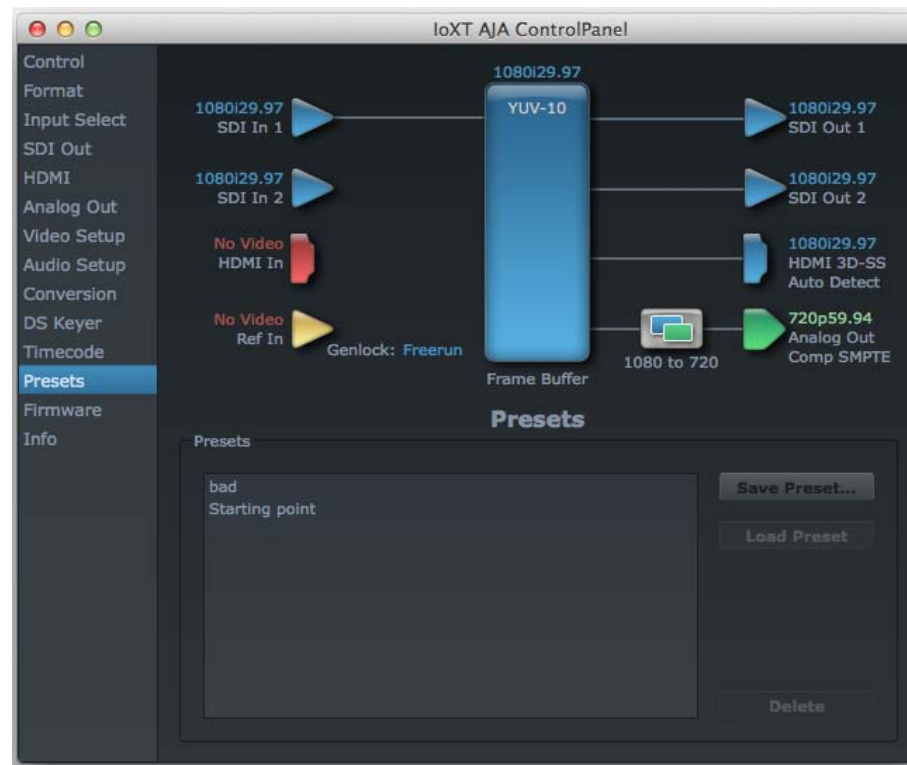 IoXT AJA ControlPanel
Control
Format
Input Select
SDI Out
HDMI
Analog Out
Video Setup
Audio Setup
Conversion
DS Keyer
Timecode
Presets
Firmware
Info
1080i29.97
YUV-10
1080i29.97
SDI In 1
1080i29.97
SDI In 2
No Video
HDMI In
No Video
Ref In
Genlock: Freerun
Frame Buffer
1080i29.97
SDI Out 1
1080i29.97
SDI Out 2
1080i29.97
HDMI 3D-SS
Auto Detect
1080 to 720
720p59.94
Analog Out
Comp SMPTE
Presets
Presets
bad
Starting point
Save Preset...
Load Preset
Delete